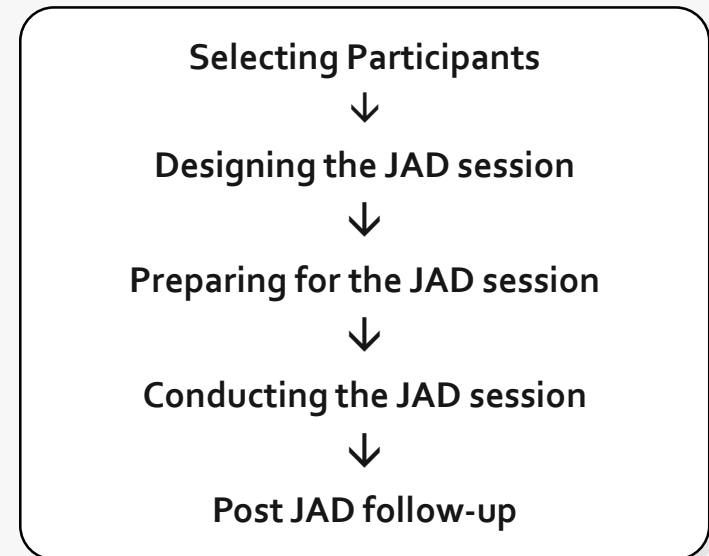 Selecting Participants
↓
Designing the JAD session
↓
Preparing for the JAD session
↓
Conducting the JAD session
↓
Post JAD follow-up